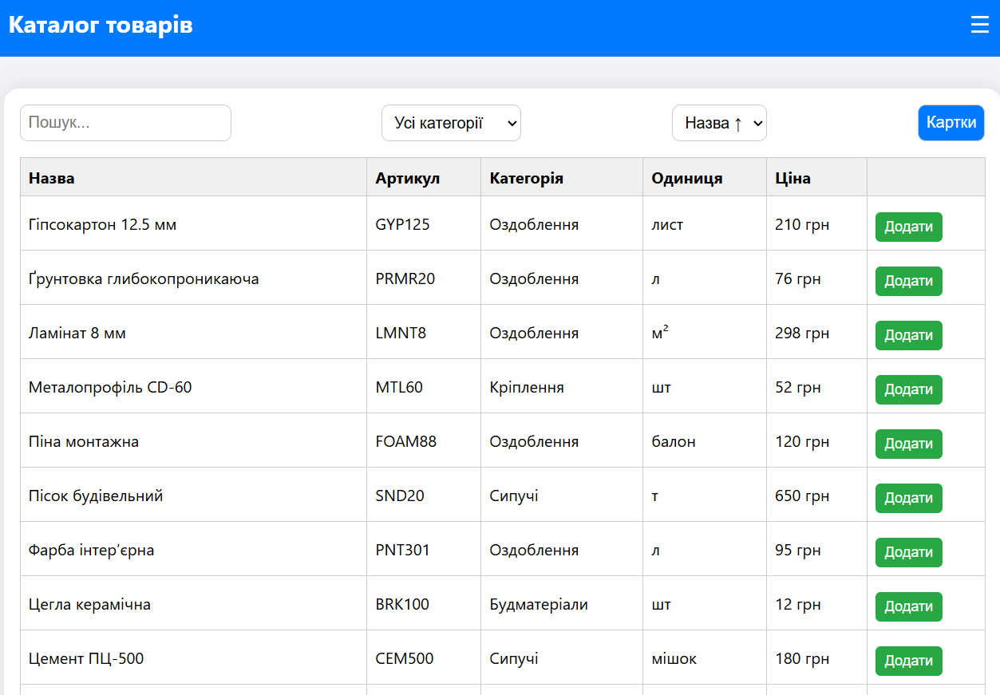 Каталог товарів
Пошук...
Усі категорії
Назва ↑
Картки
Назва Артикул Категорія Одиниця Ціна
Гіпсокартон 12.5 мм GYP125 Оздоблення лист 210 грн Додати
Ґрунтовка глибокопроникаюча PRMR20 Оздоблення л 76 грн Додати
Ламінат 8 мм LMNT8 Оздоблення м² 298 грн Додати
Металопрофіль CD-60 MTL60 Кріплення шт 52 грн Додати
Піна монтажна FOAM88 Оздоблення балон 120 грн Додати
Пісок будівельний SND20 Сипучі т 650 грн Додати
Фарба інтер’єрна PNT301 Оздоблення л 95 грн Додати
Цегла керамічна BRK100 Будматеріали шт 12 грн Додати
Цемент ПЦ-500 CEM500 Сипучі мішок 180 грн Додати